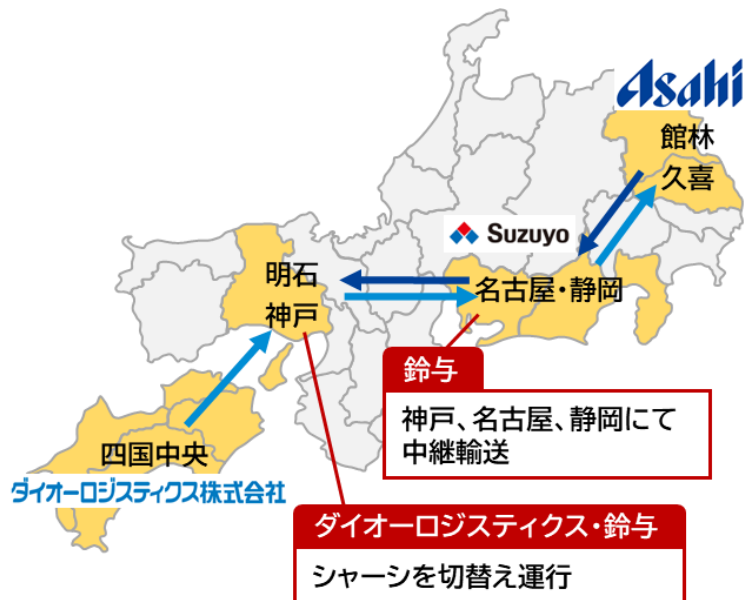 Asahi
館林
久喜
Suzuyo
名古屋・静岡
明石
神戸
鈴与
神戸、名古屋、静岡にて
中継輸送
四国中央
ダイオーロジスティクス株式会社
ダイオーロジスティクス・鈴与
シャーシを切替え運行